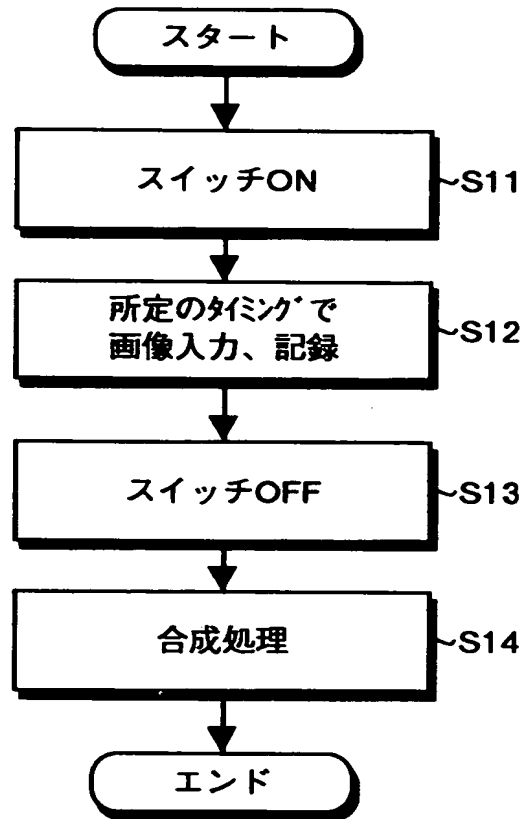 スタート
スイッチON
S11
所定のﾀｲﾐﾝｸﾞで
画像入力、記録
S12
スイッチOFF
S13
合成処理
S14
エンド